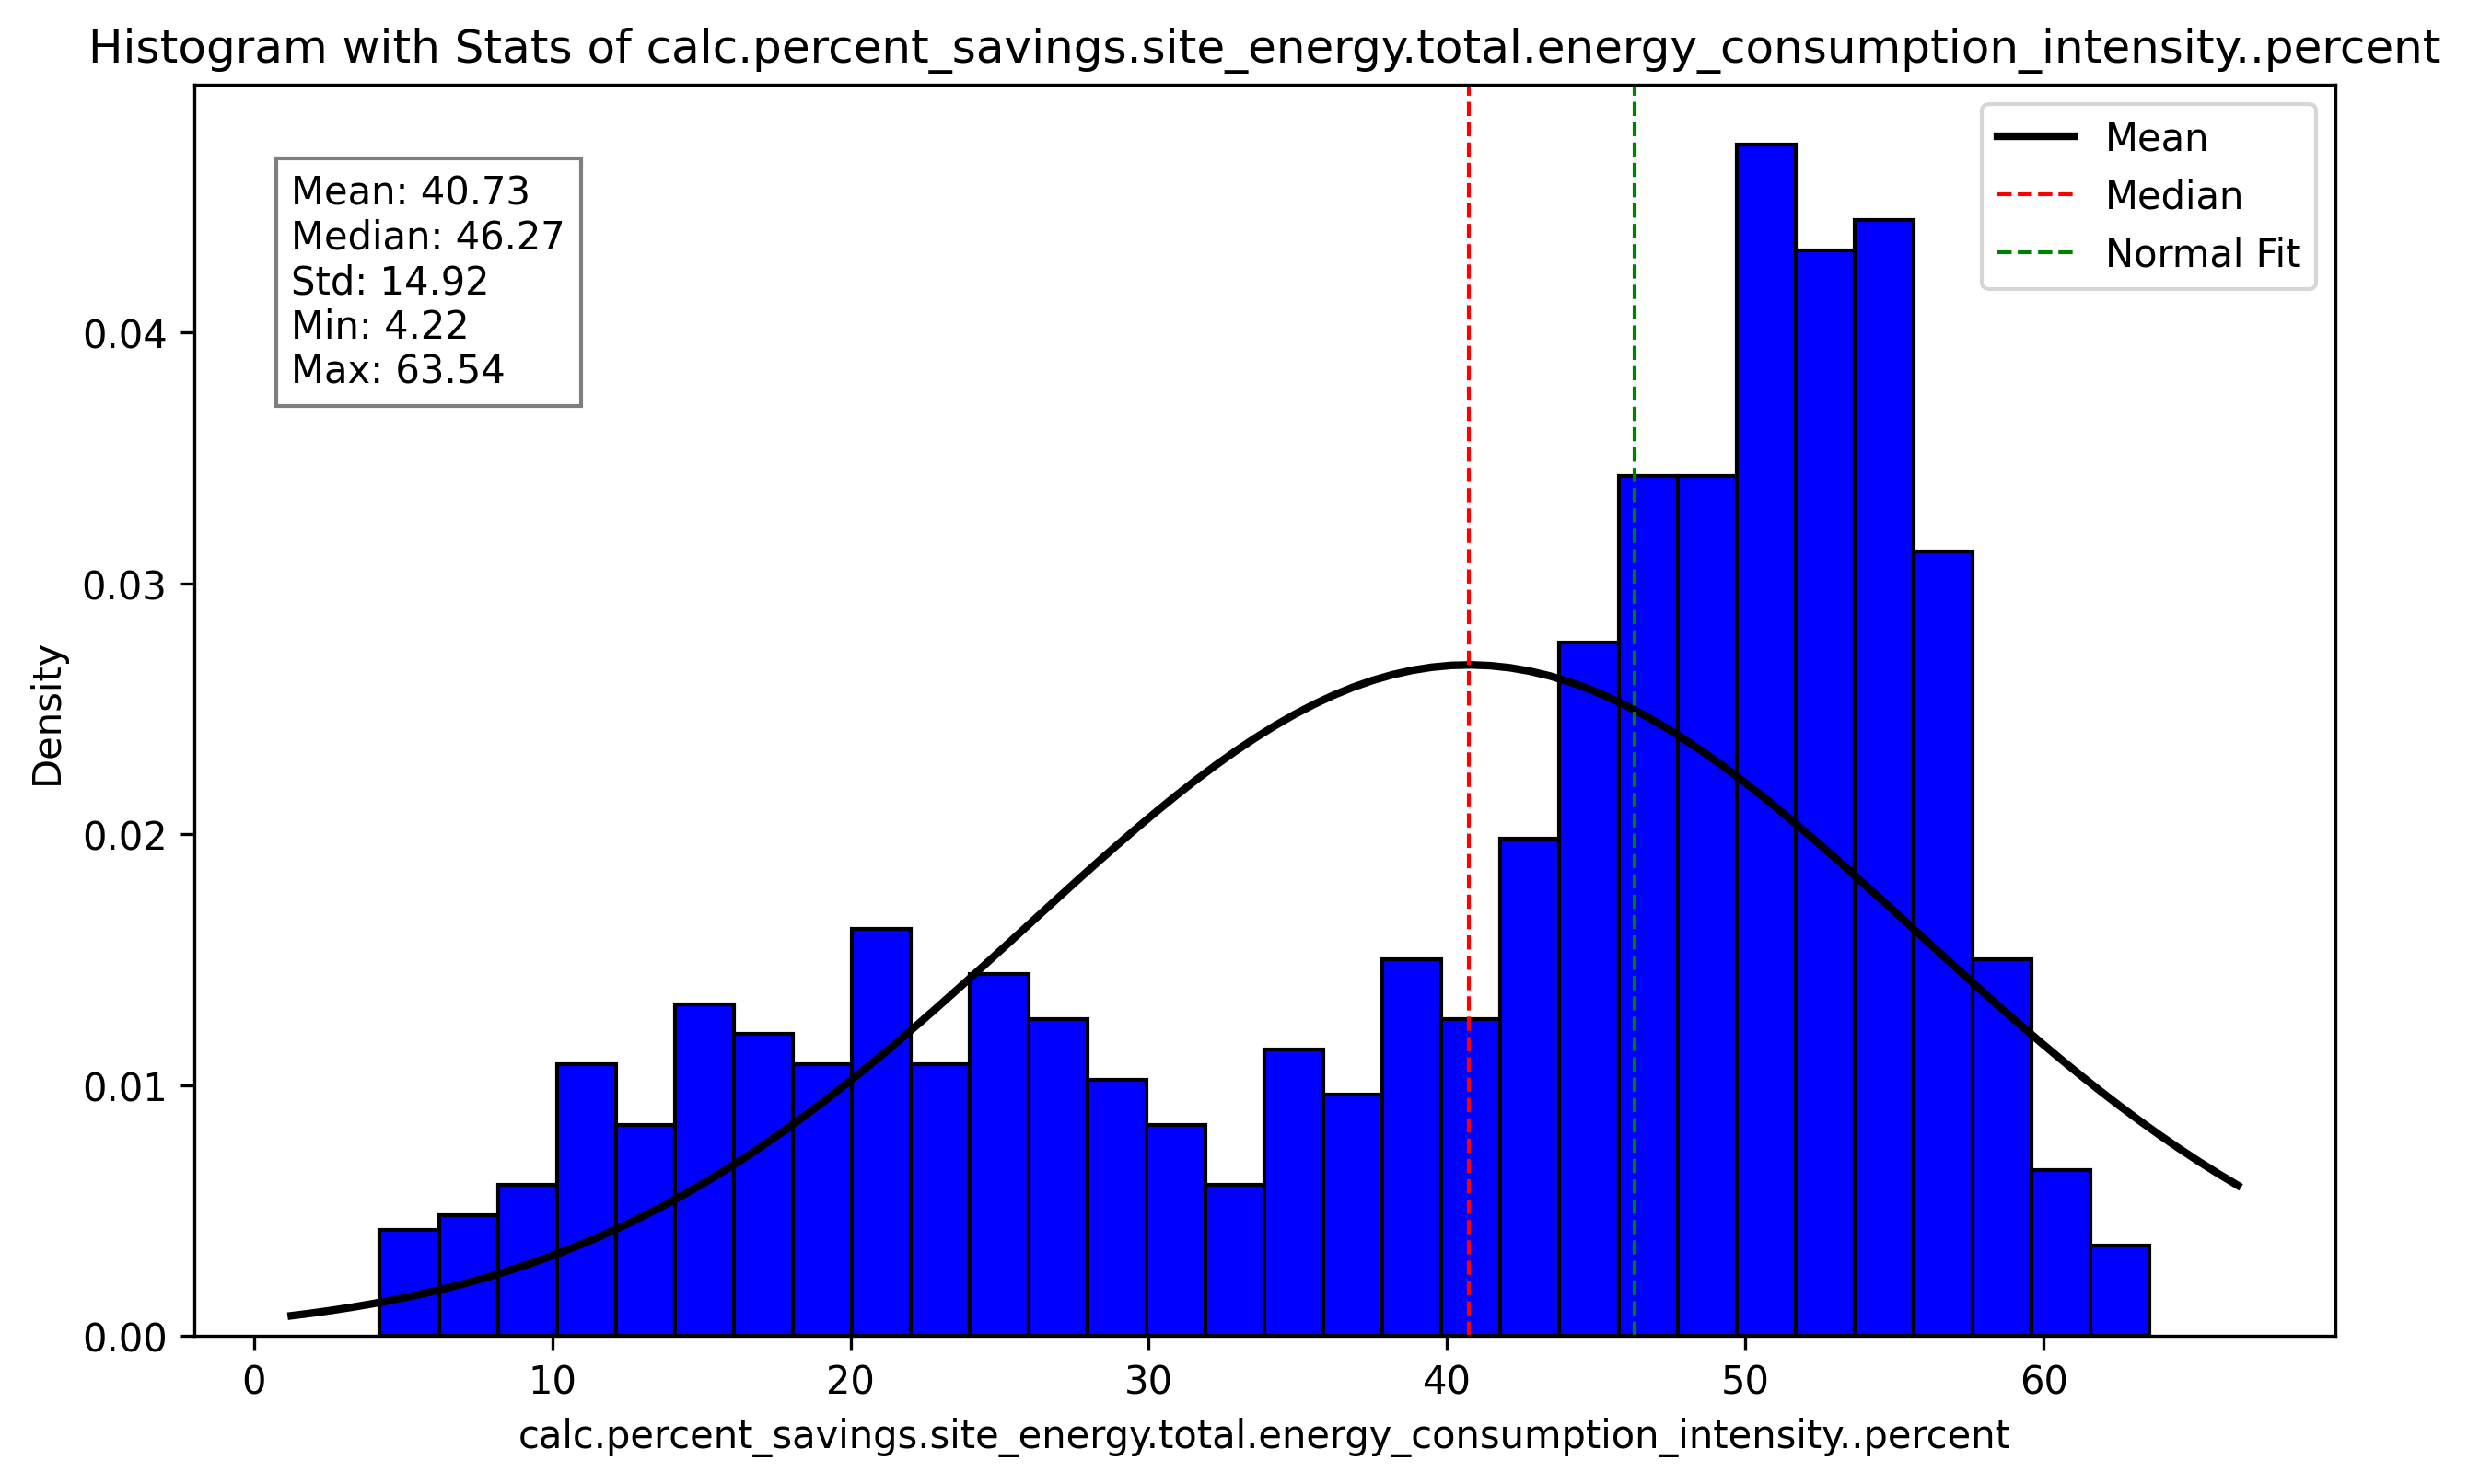 Histogram with Stats of calc.percent_savings.site_energy.total.energy_consumption_intensity..percent
Mean: 40.73
Median: 46.27
Std: 14.92
Min: 4.22
Max: 63.54
Mean
Median
Normal Fit
Density
0.04
0.03
0.02
0.01
0.00
0 10 20 30 40 50 60
calc.percent_savings.site_energy.total.energy_consumption_intensity..percent